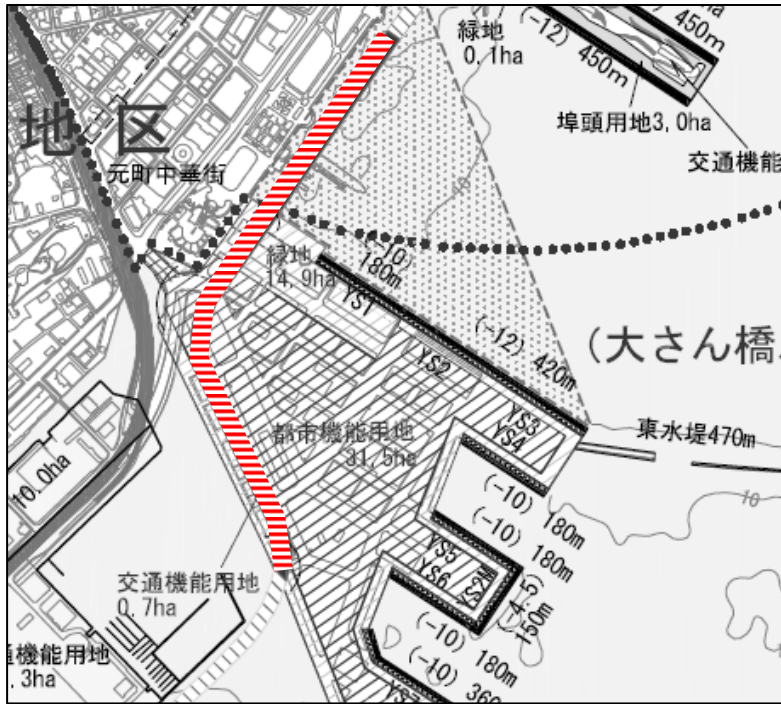 緑地
0,1ha
(-12) 450m
450m
埠頭用地3,0ha
交通機能
地区
元町中華街
10
緑地
14,9ha
(-10)
180m
YS1
YS2
(-12) 420m
YS3
YS4
(大さん橋
東水堤470m
都市機能用地
31,5ha
10,0ha
(-10) 180m
(-10) 180m
10
YS5
YS6
YS2W
(-4,5)
150m
交通機能用地
0,7ha
(-10) 180m
(-10) 360
機能用地
,3ha
YS7